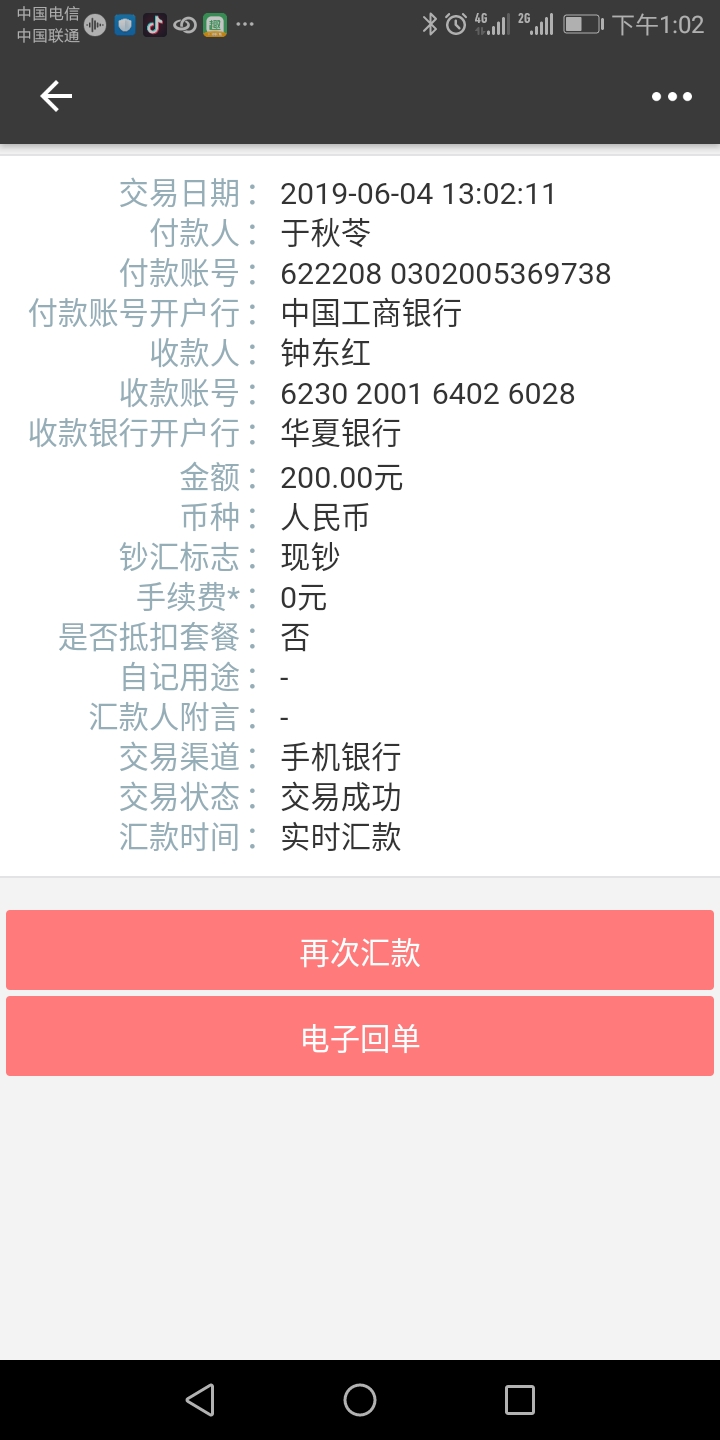 中国电信
中国联通
4G 2G 下午1:02
交易日期： 2019-06-04 13:02:11
付款人： 于秋苓
付款账号： 622208 0302005369738
付款账号开户行： 中国工商银行
收款人： 钟东红
收款账号： 6230 2001 6402 6028
收款银行开户行： 华夏银行
金额： 200.00元
币种： 人民币
钞汇标志： 现钞
手续费*： 0元
是否抵扣套餐： 否
自记用途： -
汇款人附言： -
交易渠道： 手机银行
交易状态： 交易成功
汇款时间： 实时汇款
再次汇款
电子回单